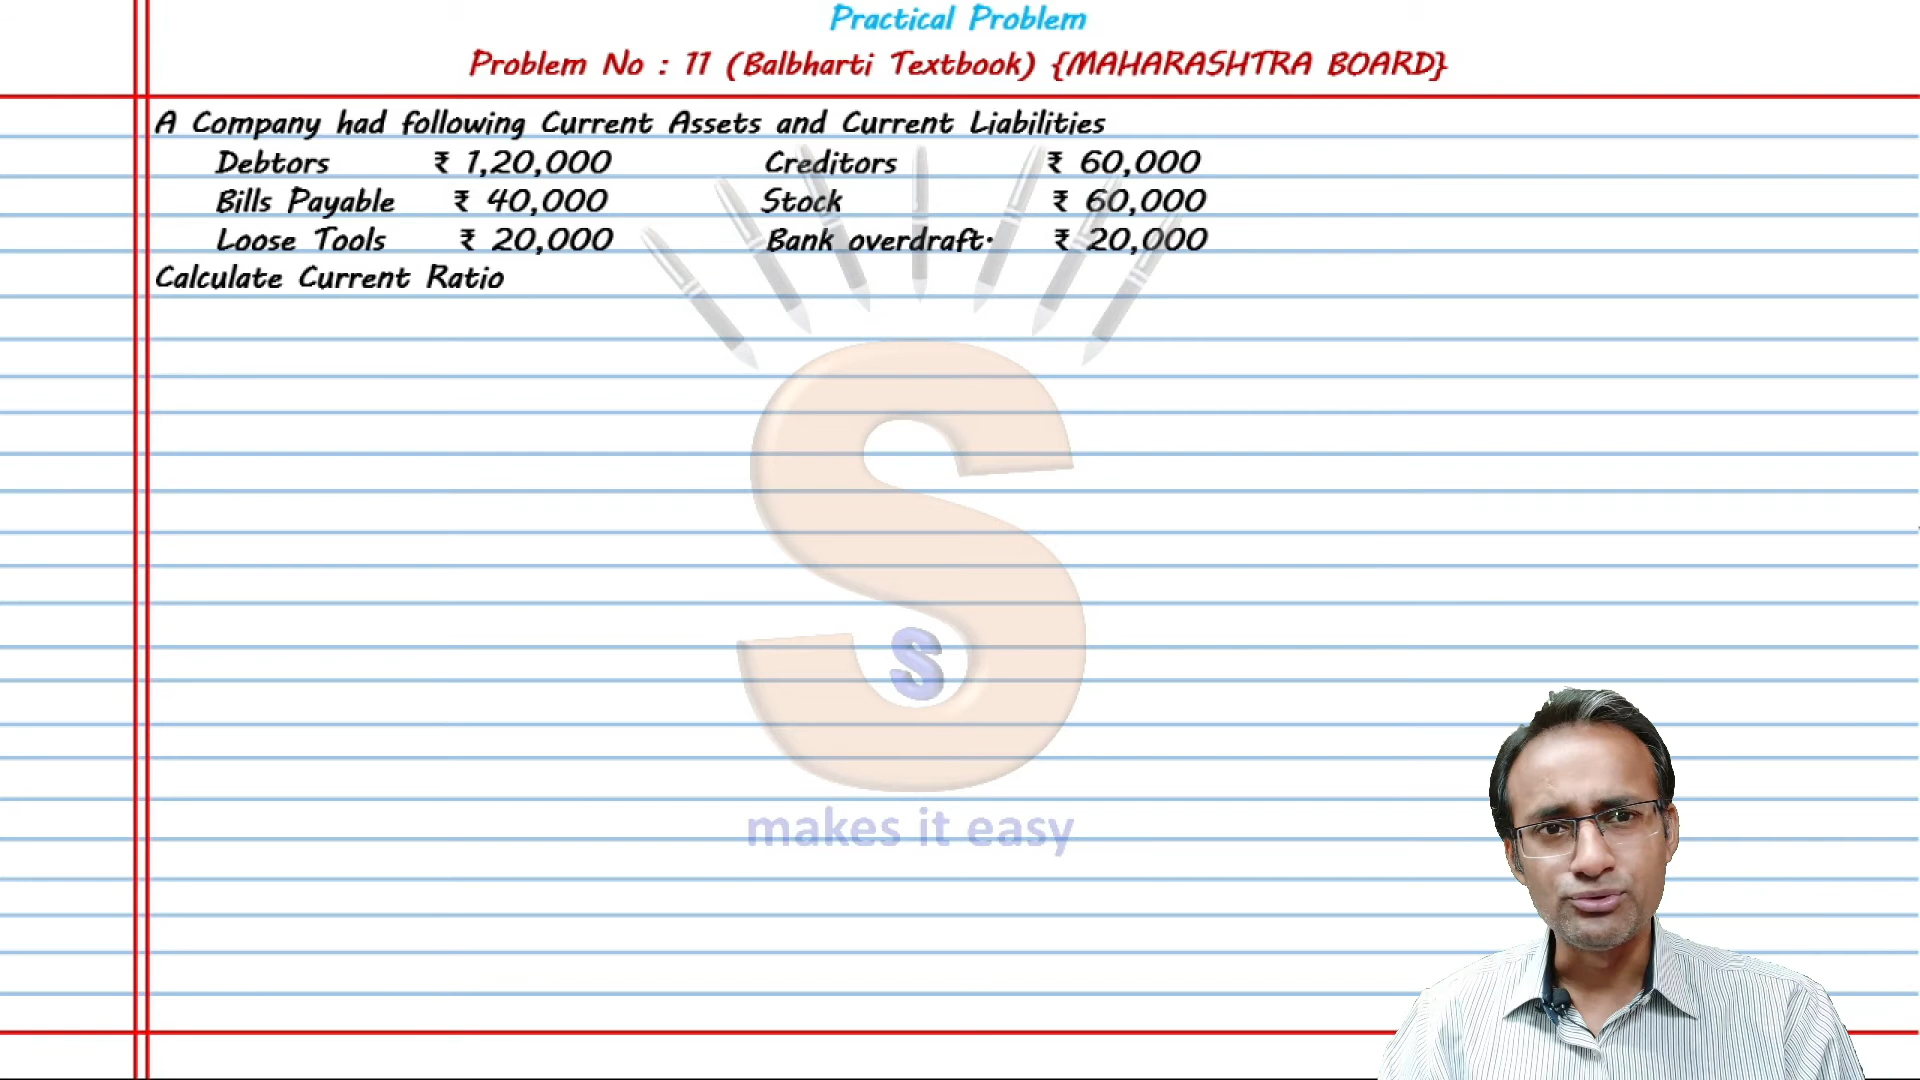 Practical Problem
Problem No : 11 (Balbharti Textbook) {MAHARASHTRA BOARD}
A Company had following Current Assets and Current Liabilities
Debtors ₹ 1,20,000 Creditors ₹ 60,000
Bills Payable ₹ 40,000 Stock ₹ 60,000
Loose Tools ₹ 20,000 Bank overdraft· ₹ 20,000
Calculate Current Ratio
S
s
makes it easy